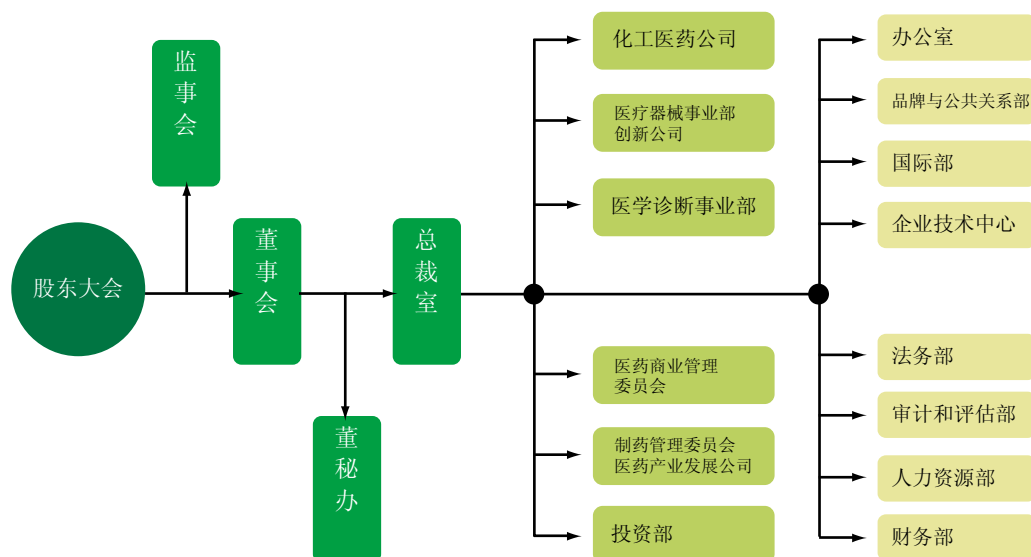 股东大会
监事会
董事会
董秘办
总裁室
化工医药公司
医疗器械事业部
创新公司
医学诊断事业部
医药商业管理
委员会
制药管理委员会
医药产业发展公司
投资部
办公室
品牌与公共关系部
国际部
企业技术中心
法务部
审计和评估部
人力资源部
财务部